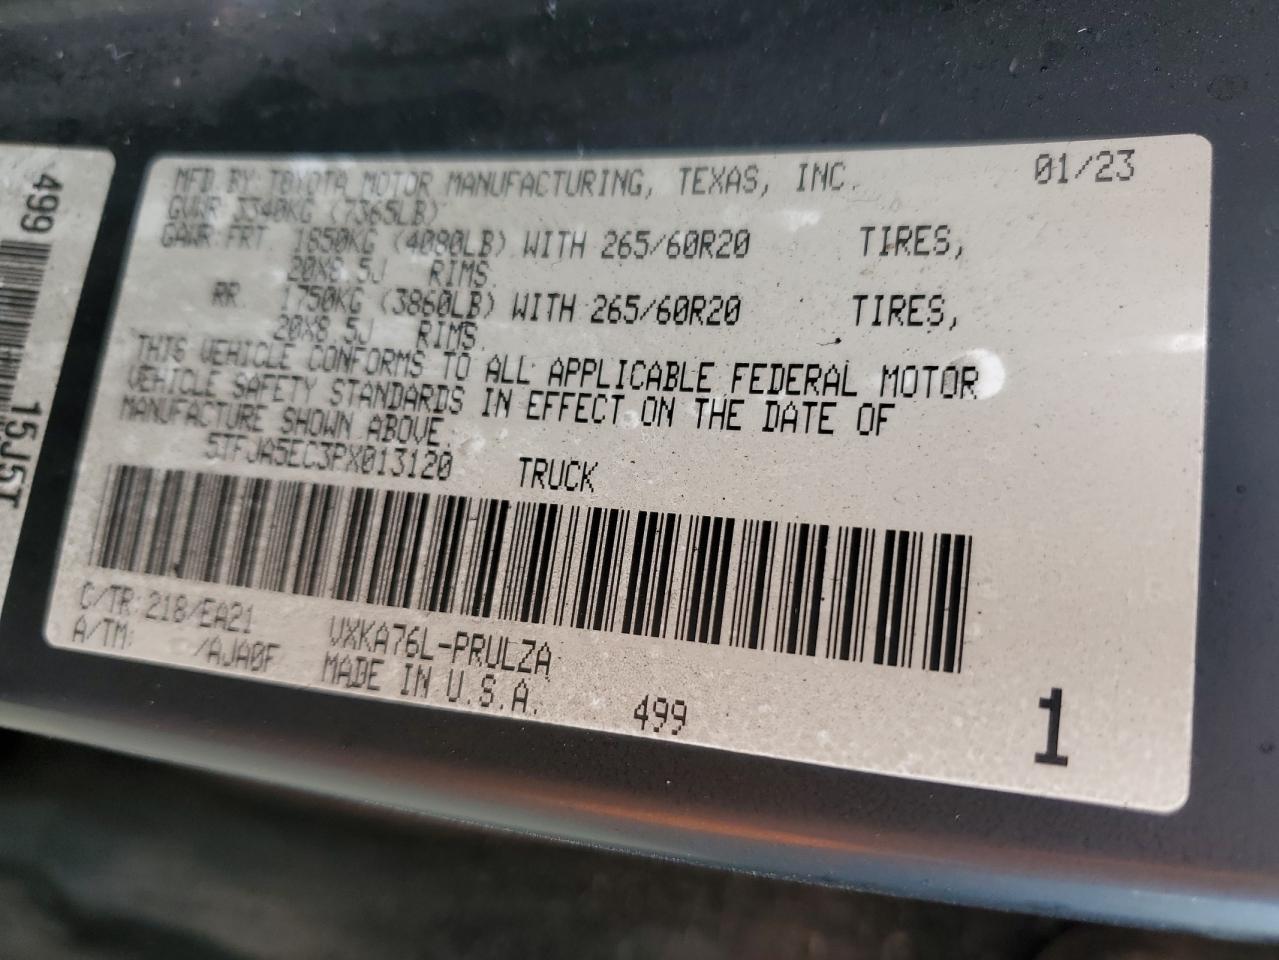 MFD BY: TOYOTA MOTOR MANUFACTURING, TEXAS, INC. 01/23
GVWR 3340KG (7365LB)
GAWR: FRT 1850KG (4080LB) WITH 265/60R20 TIRES,
20X8.5J RIMS.
RR. 1750KG (3860LB) WITH 265/60R20 TIRES,
20X8.5J RIMS.
THIS VEHICLE CONFORMS TO ALL APPLICABLE FEDERAL MOTOR
VEHICLE SAFETY STANDARDS IN EFFECT ON THE DATE OF
MANUFACTURE SHOWN ABOVE.
5TFJA5EC3PX013120 TRUCK
C/TR: 218/EA21 VXKA76L-PRULZA
A/TM: /AJA0F MADE IN U.S.A. 499 1
499 15J5T